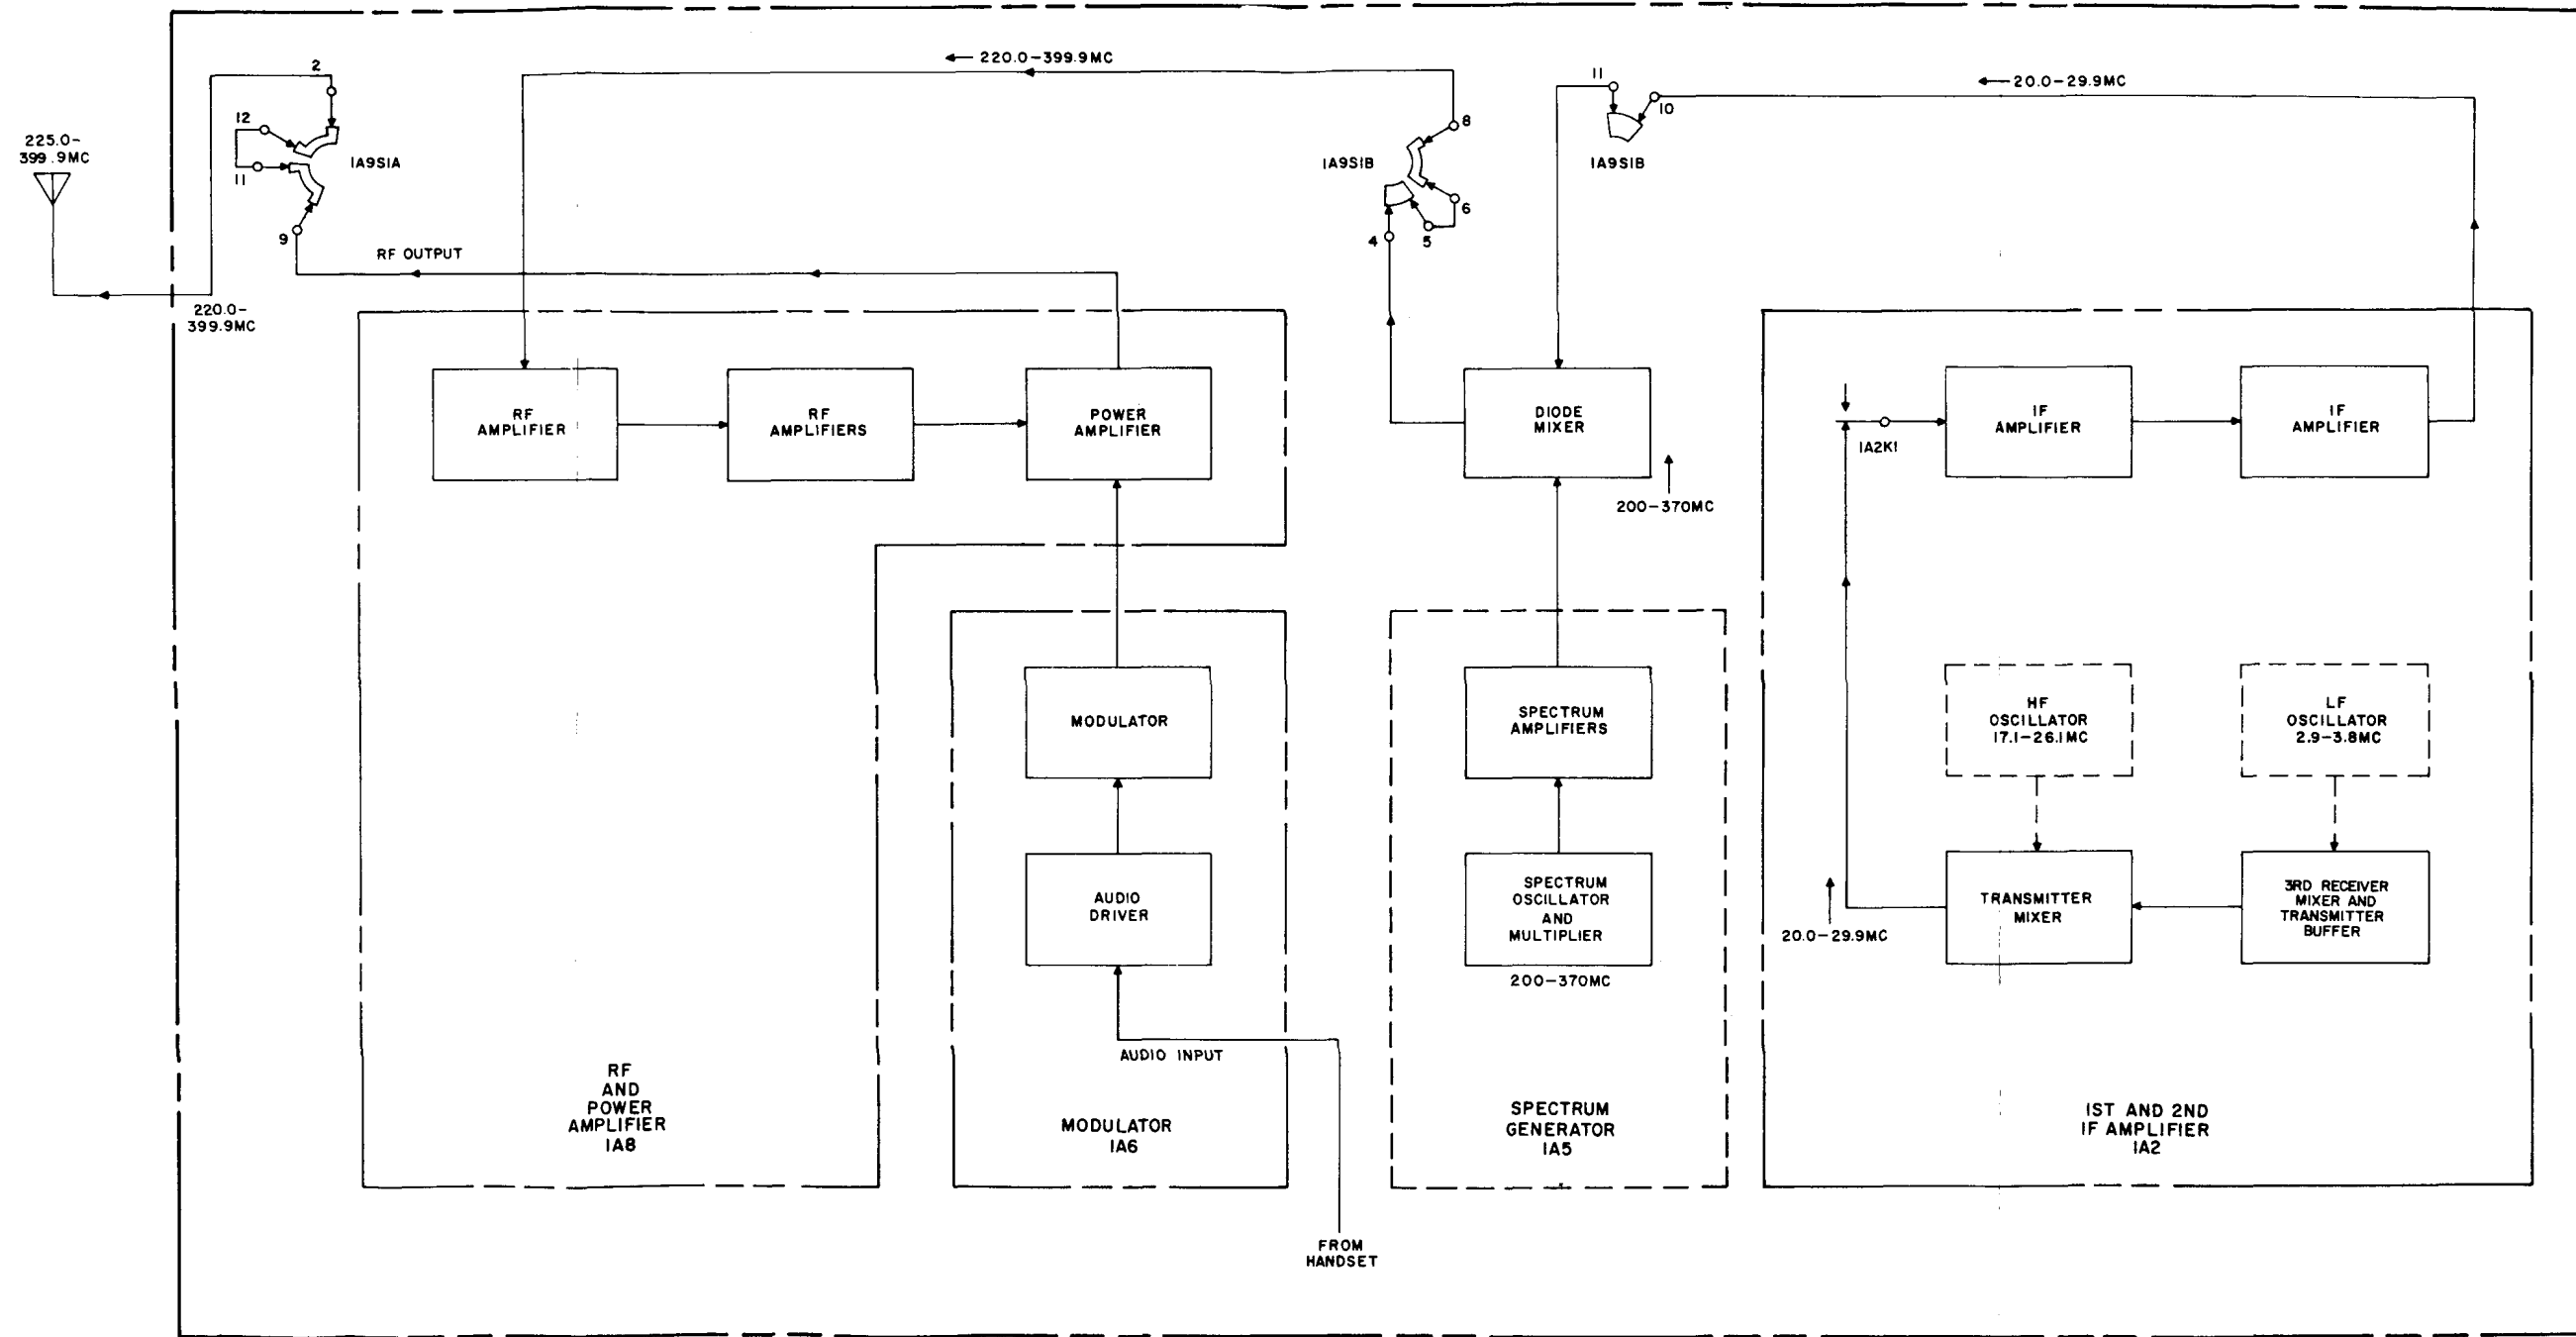 225.0-
399.9MC
2
12
11
1A9S1A
9
RF OUTPUT
220.0-
399.9MC
220.0-399.9MC
8
1A9S1B
6
4
5
11
10
1A9S1B
20.0-29.9MC
RF
AMPLIFIER
RF
AMPLIFIERS
POWER
AMPLIFIER
DIODE
MIXER
200-370MC
1A2K1
IF
AMPLIFIER
IF
AMPLIFIER
MODULATOR
SPECTRUM
AMPLIFIERS
HF
OSCILLATOR
17.1-26.1MC
LF
OSCILLATOR
2.9-3.8MC
AUDIO
DRIVER
SPECTRUM
OSCILLATOR
AND
MULTIPLIER
200-370MC
20.0-29.9MC
TRANSMITTER
MIXER
3RD RECEIVER
MIXER AND
TRANSMITTER
BUFFER
AUDIO INPUT
RF
AND
POWER
AMPLIFIER
1A8
MODULATOR
1A6
SPECTRUM
GENERATOR
1A5
1ST AND 2ND
IF AMPLIFIER
1A2
FROM
HANDSET